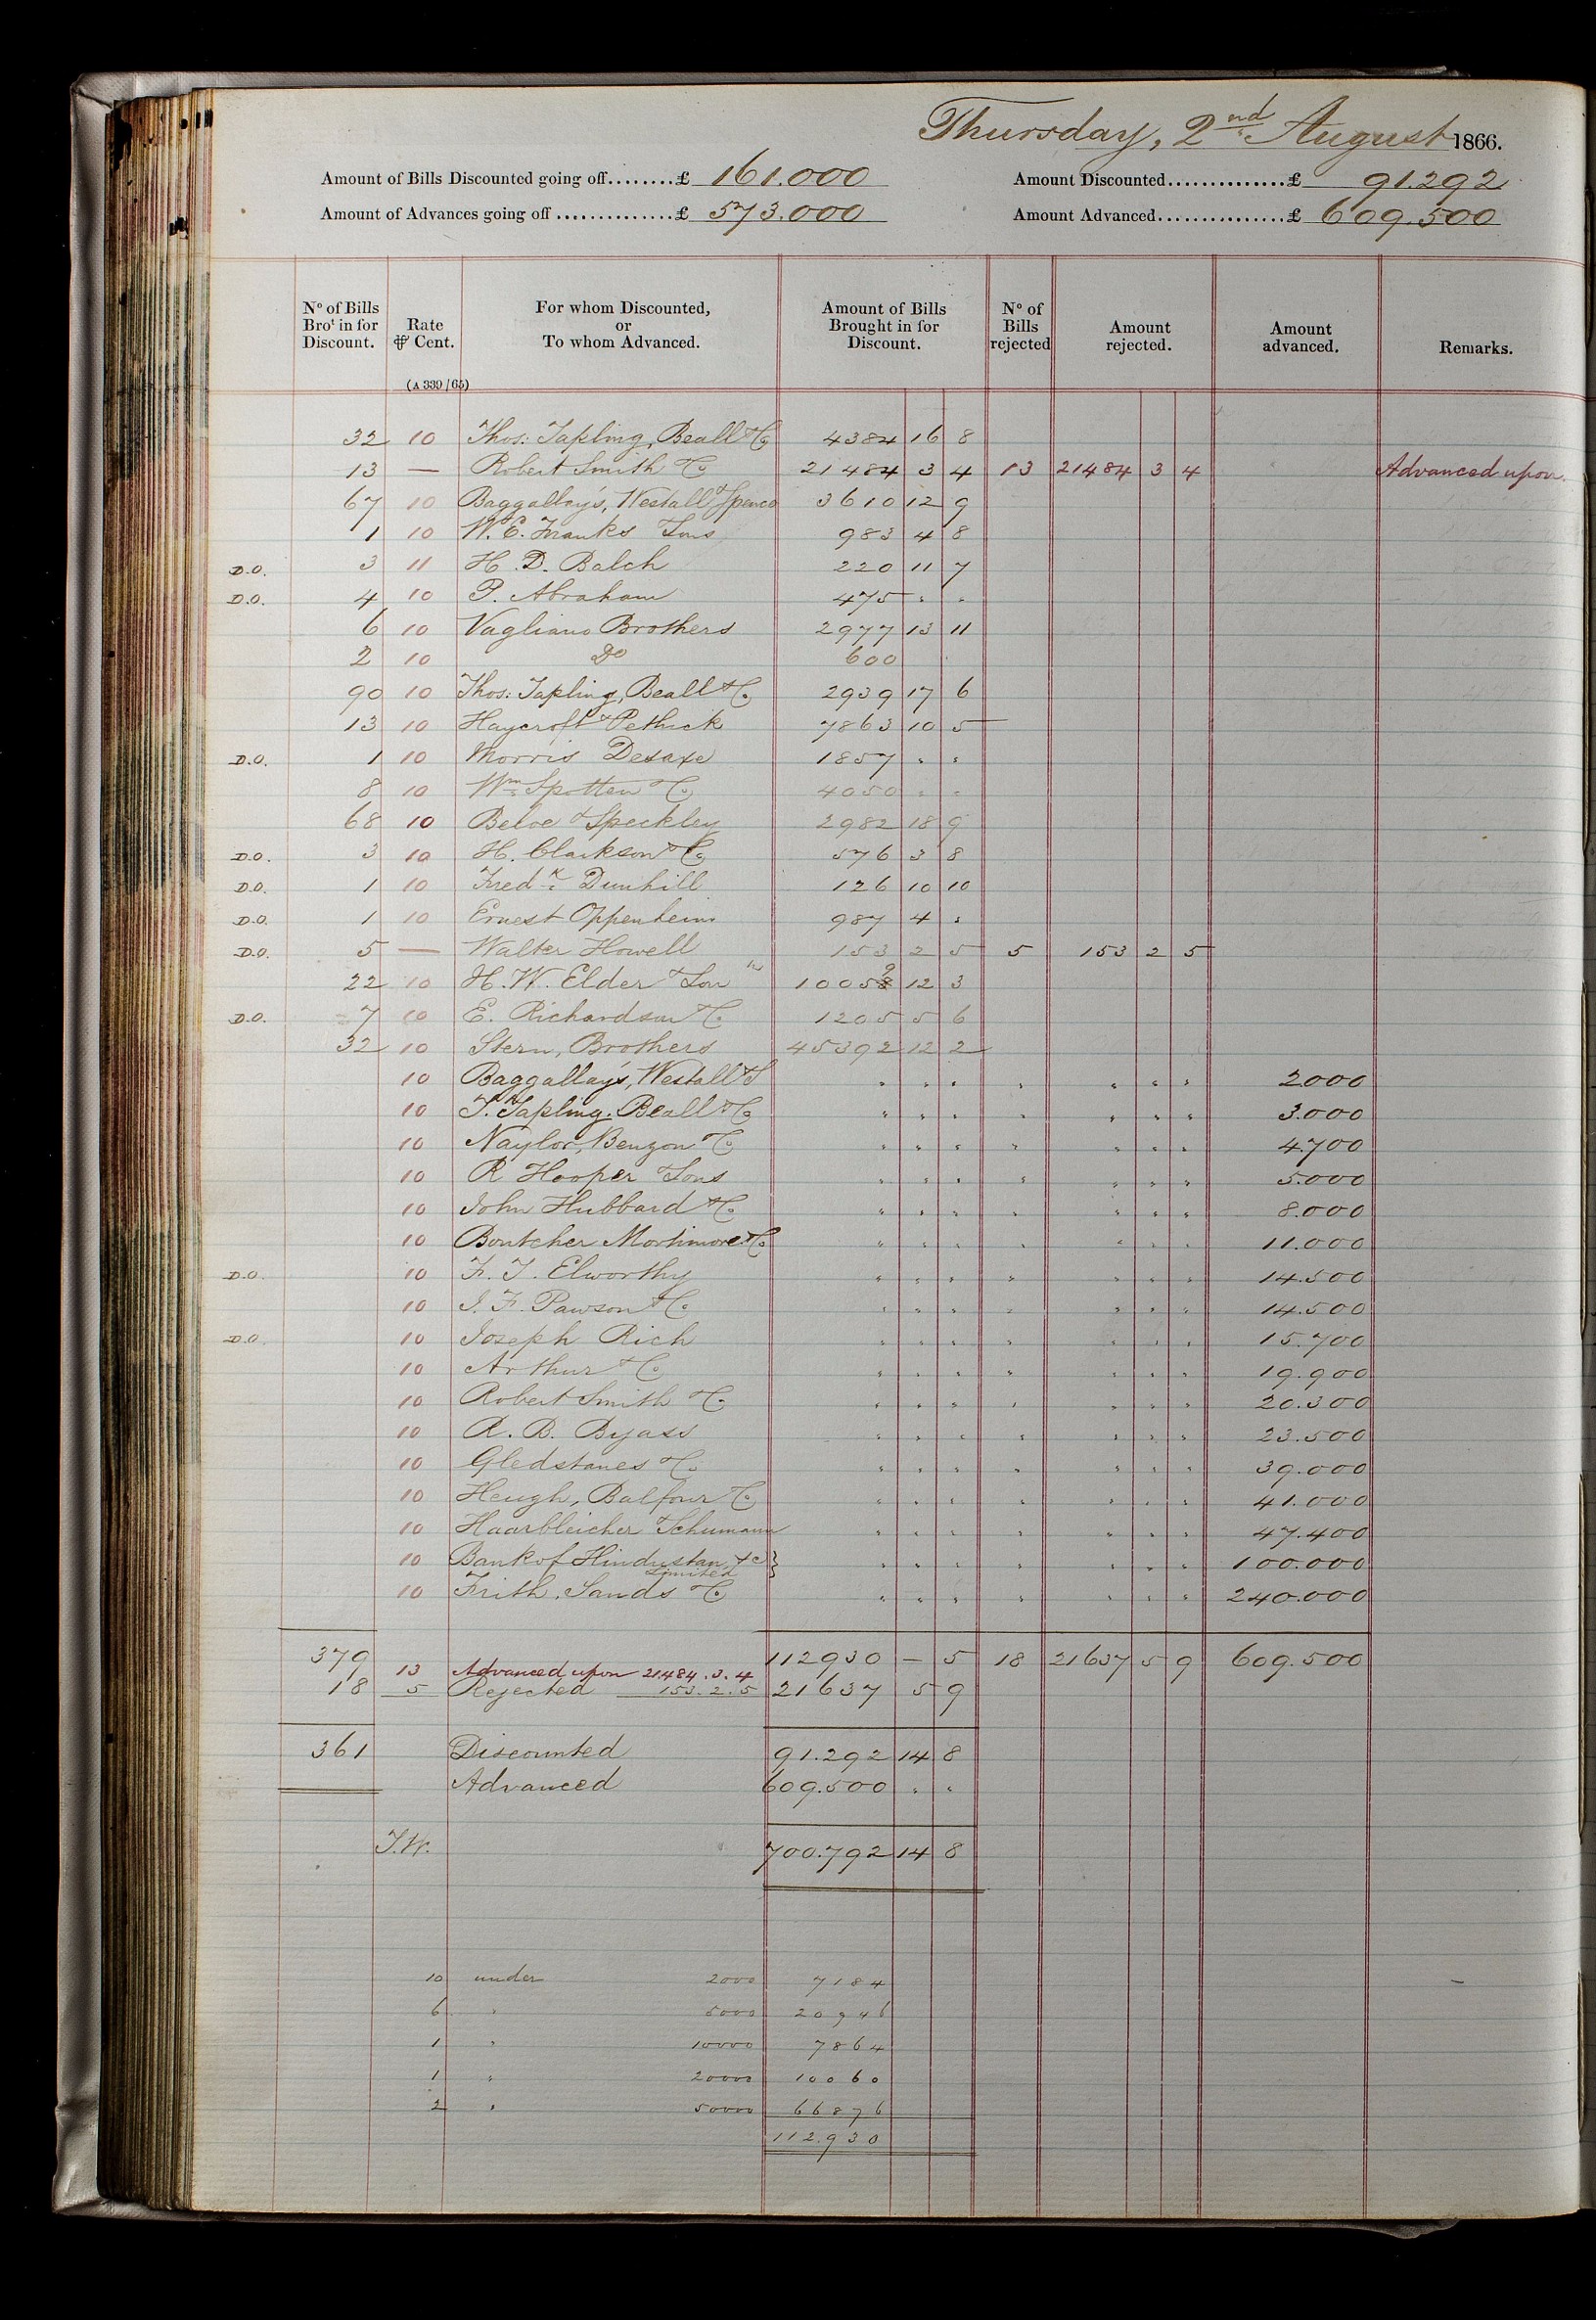 Thursday, 2nd August 1866.
Amount of Bills Discounted going off........£ 161.000 Amount Discounted..............£ 91.292
Amount of Advances going off..............£ 573.000 Amount Advanced...............£ 609.500
No of Bills Brot in for Discount. Rate ⅌ Cent. For whom Discounted, or To whom Advanced. Amount of Bills Brought in for Discount. No of Bills rejected Amount rejected. Amount advanced. Remarks.
(A 339/65)
32 10 Thos: Tapling, Beall & Co 4384 16 8
13 — Robert Smith & Co 21484 3 4 13 21484 3 4 Advanced upon.
67 10 Baggallay's, Westall & Spence 3610 12 9
1 10 W. E. Franks & Sons 983 4 8
D.O. 3 11 H. D. Balch 220 11 7
D.O. 4 10 P. Abraham 475 " "
6 10 Vagliano Brothers 2977 13 11
2 10 Do 600
90 10 Thos: Tapling, Beall & Co 2939 17 6
13 10 Haycroft & Pethick 7863 10 5
D.O. 1 10 Morris Desaxe 1857 " "
8 10 Wm Spotten & Co 4050 " "
68 10 Beloe & Speckley 2982 18 9
D.O. 3 10 H. Clarkson & Co 576 3 8
D.O. 1 10 Fredk Dunhill 126 10 10
D.O. 1 10 Ernest Oppenheim 987 4 "
D.O. 5 — Walter Howell 153 2 5 5 153 2 5
22 10 H. W. Elder & Son 10059 12 3
D.O. 7 10 E. Richardson & Co 1205 5 6
32 10 Stern, Brothers 45392 12 2
10 Baggallay's, Westall & S " " " " " " " 2000
10 T. Tapling, Beall & Co " " " " " " " 3.000
10 Naylor, Benzon & Co " " " " " " " 4.700
10 R Hooper & Sons " " " " " " " 5.000
10 John Hubbard & Co " " " " " " " 8.000
10 Boutcher Mortimore & Co " " " " " " " 11.000
D.O. 10 F. T. Elworthy " " " " " " " 14.500
10 J. F. Pawson & Co " " " " " " " 14.500
D.O. 10 Joseph Rich " " " " " " " 15.700
10 Arthur & Co " " " " " " " 19.900
10 Robert Smith & Co " " " " " " " 20.300
10 R. B. Byass " " " " " " " 23.500
10 Gledstanes & Co " " " " " " " 39.000
10 Heugh, Balfour & Co " " " " " " " 41.000
10 Haarbleicher & Schumann " " " " " " " 47.400
10 Bank of Hindustan, &c } " " " " " " " 100.000
Limited
10 Frith, Sands & Co " " " " " " " 240.000
379 112930 — 5 18 21637 5 9 609.500
13 Advanced upon 21484.3.4
18 5 Rejected 153.2.5 21637 5 9
361 Discounted 91.292 14 8
Advanced 609.500 " "
J.W. 700.792 14 8
10 under 2000 7184
6 " 5000 20946
1 " 10000 7864
1 " 20000 10060
2 " 50000 66876
112.930